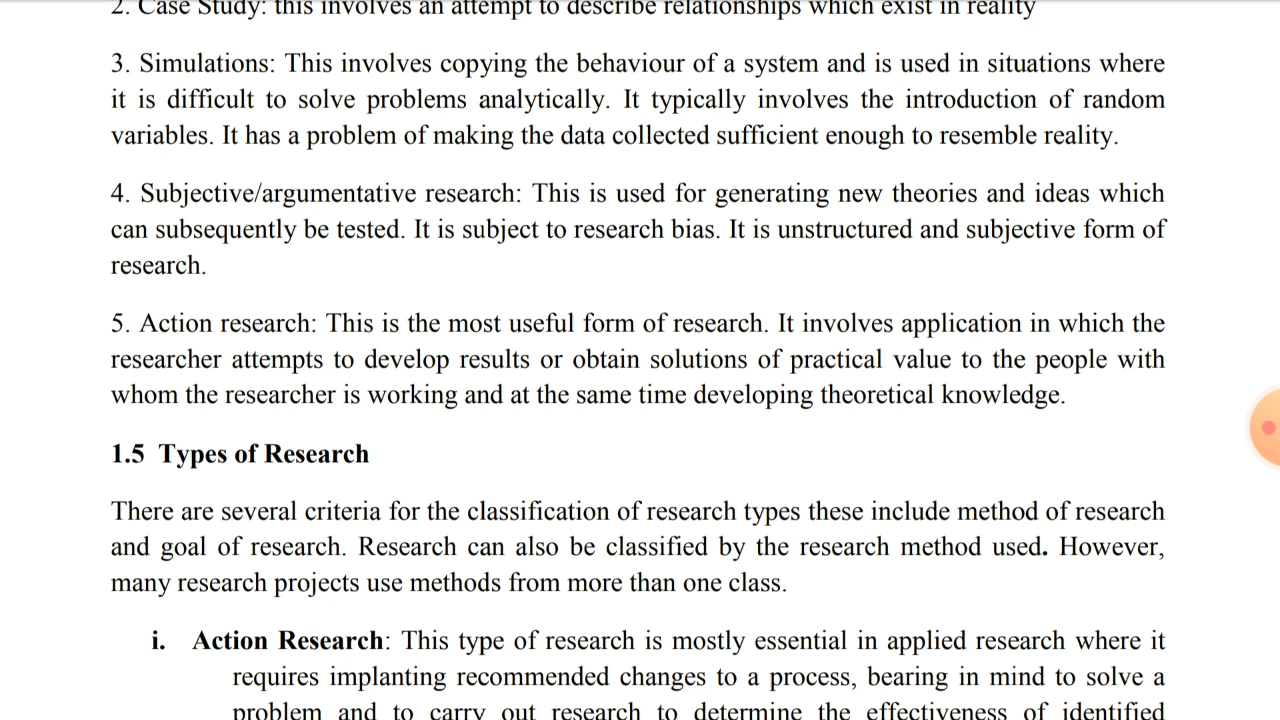 2. Case Study: this involves an attempt to describe relationships which exist in reality
3. Simulations: This involves copying the behaviour of a system and is used in situations where
it is difficult to solve problems analytically. It typically involves the introduction of random
variables. It has a problem of making the data collected sufficient enough to resemble reality.
4. Subjective/argumentative research: This is used for generating new theories and ideas which
can subsequently be tested. It is subject to research bias. It is unstructured and subjective form of
research.
5. Action research: This is the most useful form of research. It involves application in which the
researcher attempts to develop results or obtain solutions of practical value to the people with
whom the researcher is working and at the same time developing theoretical knowledge.
1.5 Types of Research
There are several criteria for the classification of research types these include method of research
and goal of research. Research can also be classified by the research method used. However,
many research projects use methods from more than one class.
i. Action Research: This type of research is mostly essential in applied research where it
requires implanting recommended changes to a process, bearing in mind to solve a
problem and to carry out research to determine the effectiveness of identified